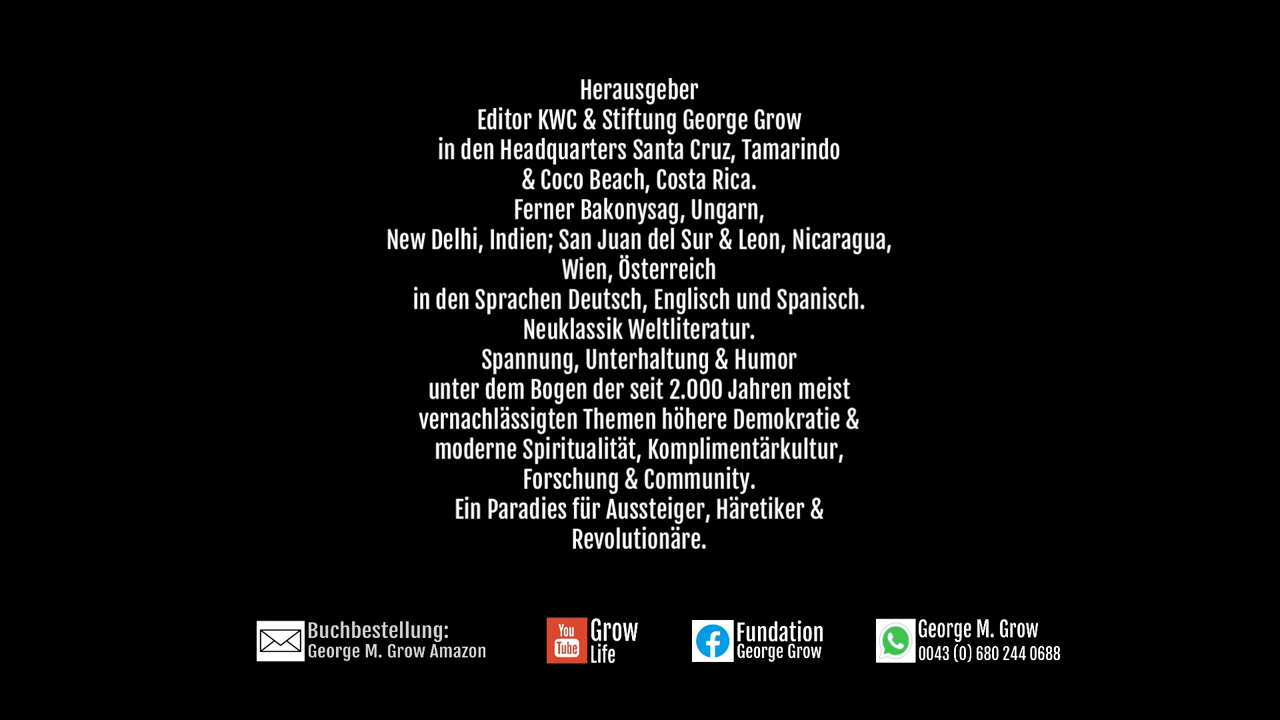 Herausgeber
Editor KWC & Stiftung George Grow
in den Headquarters Santa Cruz, Tamarindo
& Coco Beach, Costa Rica.
Ferner Bakonysag, Ungarn,
New Delhi, Indien; San Juan del Sur & Leon, Nicaragua,
Wien, Österreich
in den Sprachen Deutsch, Englisch und Spanisch.
Neuklassik Weltliteratur.
Spannung, Unterhaltung & Humor
unter dem Bogen der seit 2.000 Jahren meist
vernachlässigten Themen höhere Demokratie &
moderne Spiritualität, Komplimentärkultur,
Forschung & Community.
Ein Paradies für Aussteiger, Häretiker &
Revolutionäre.
Buchbestellung:
George M. Grow Amazon
You
Tube
Grow
Life
Fundation
George Grow
George M. Grow
0043 (0) 680 244 0688